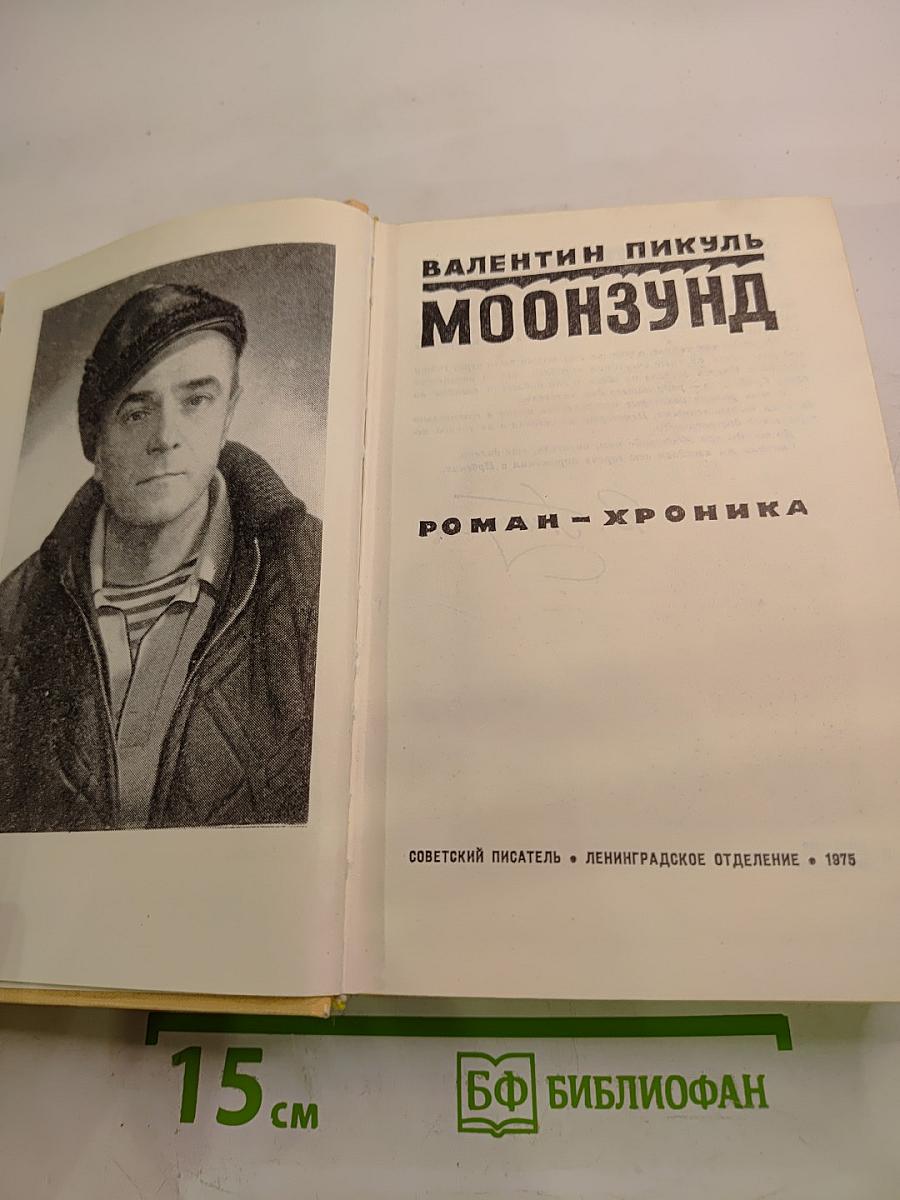 ВАЛЕНТИН ПИКУЛЬ
МООНЗУНД
РОМАН – ХРОНИКА
СОВЕТСКИЙ ПИСАТЕЛЬ • ЛЕНИНГРАДСКОЕ ОТДЕЛЕНИЕ • 1975
15 см
БФ БИБЛИОФАН